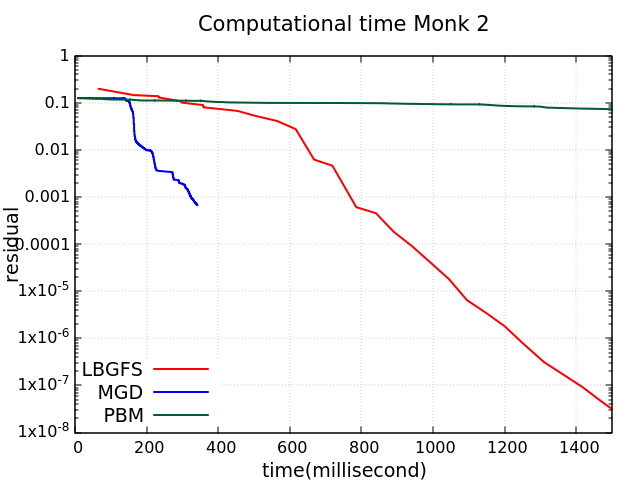 Computational time Monk 2
1
0.1
0.01
0.001
0.0001
1x10-5
1x10-6
1x10-7
1x10-8
residual
LBGFS
MGD
PBM
0 200 400 600 800 1000 1200 1400
time(millisecond)